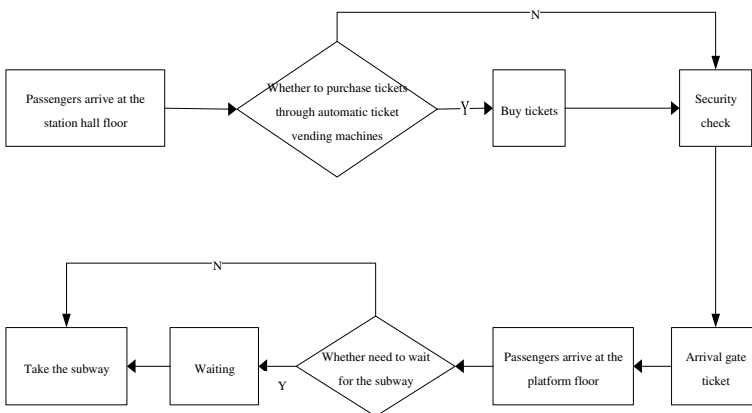 N
Passengers arrive at the
station hall floor
Whether to purchase tickets
through automatic ticket
vending machines
Y
Buy tickets
Security
check
N
Take the subway
Waiting
Y
Whether need to wait
for the subway
Passengers arrive at the
platform floor
Arrival gate
ticket